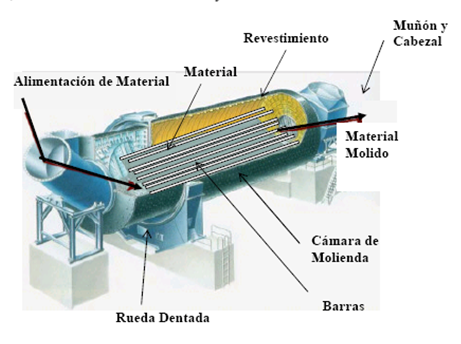 Muñón y
Cabezal
Revestimiento
Material
Alimentación de Material
Material
Molido
Cámara de
Molienda
Barras
Rueda Dentada